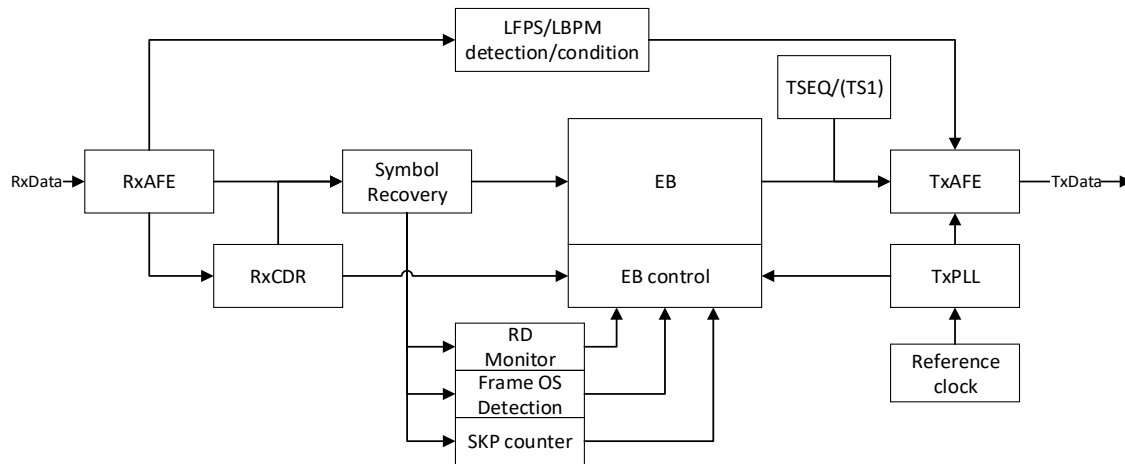 LFPS/LBPM
detection/condition
TSEQ/(TS1)
RxData
RxAFE
Symbol
Recovery
EB
TxAFE
TxData
RxCDR
EB control
TxPLL
RD
Monitor
Frame OS
Detection
SKP counter
Reference
clock